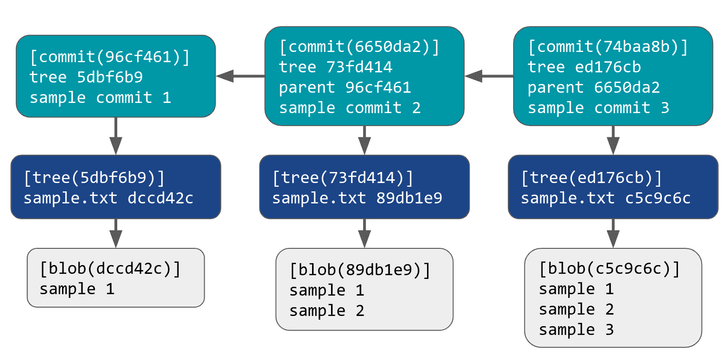 [commit(96cf461)]
tree 5dbf6b9
sample commit 1
[commit(6650da2)]
tree 73fd414
parent 96cf461
sample commit 2
[commit(74baa8b)]
tree ed176cb
parent 6650da2
sample commit 3
[tree(5dbf6b9)]
sample.txt dccd42c
[tree(73fd414)]
sample.txt 89db1e9
[tree(ed176cb)]
sample.txt c5c9c6c
[blob(dccd42c)]
sample 1
[blob(89db1e9)]
sample 1
sample 2
[blob(c5c9c6c)]
sample 1
sample 2
sample 3